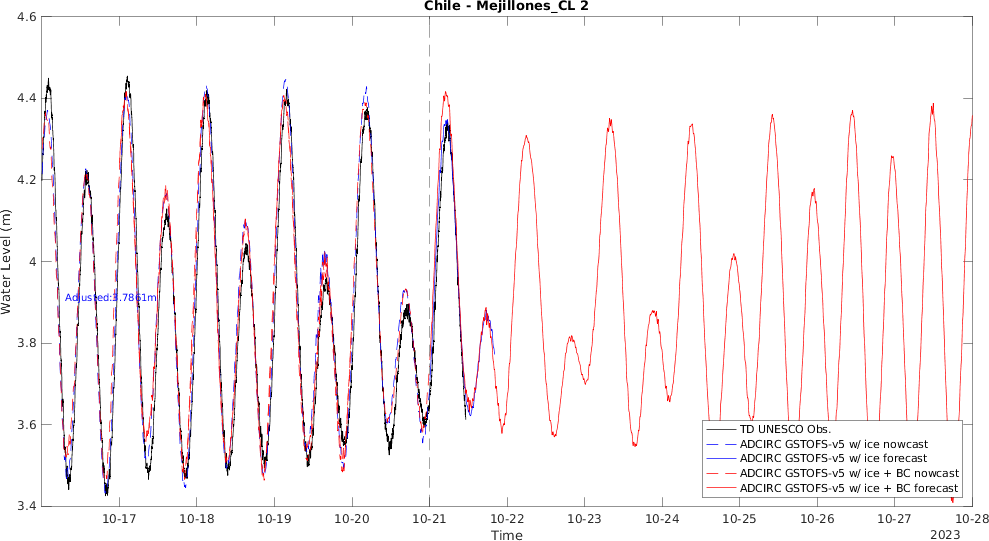 Chile - Mejillones_CL 2
4.6
4.4
4.2
4
3.8
3.6
3.4
Water Level (m)
Adjusted:3.7861m
TD UNESCO Obs.
ADCIRC GSTOFS-v5 w/ ice nowcast
ADCIRC GSTOFS-v5 w/ ice forecast
ADCIRC GSTOFS-v5 w/ ice + BC nowcast
ADCIRC GSTOFS-v5 w/ ice + BC forecast
10-17 10-18 10-19 10-20 10-21 10-22 10-23 10-24 10-25 10-26 10-27 10-28
Time
2023